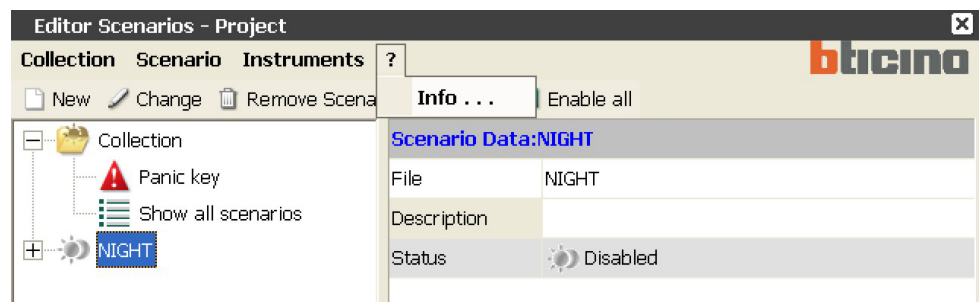 Editor Scenarios - Project
Collection Scenario Instruments ?
bticino
New Change Remove Scena Info . . . Enable all
Collection
Panic key
Show all scenarios
NIGHT
Scenario Data:NIGHT
File NIGHT
Description
Status Disabled